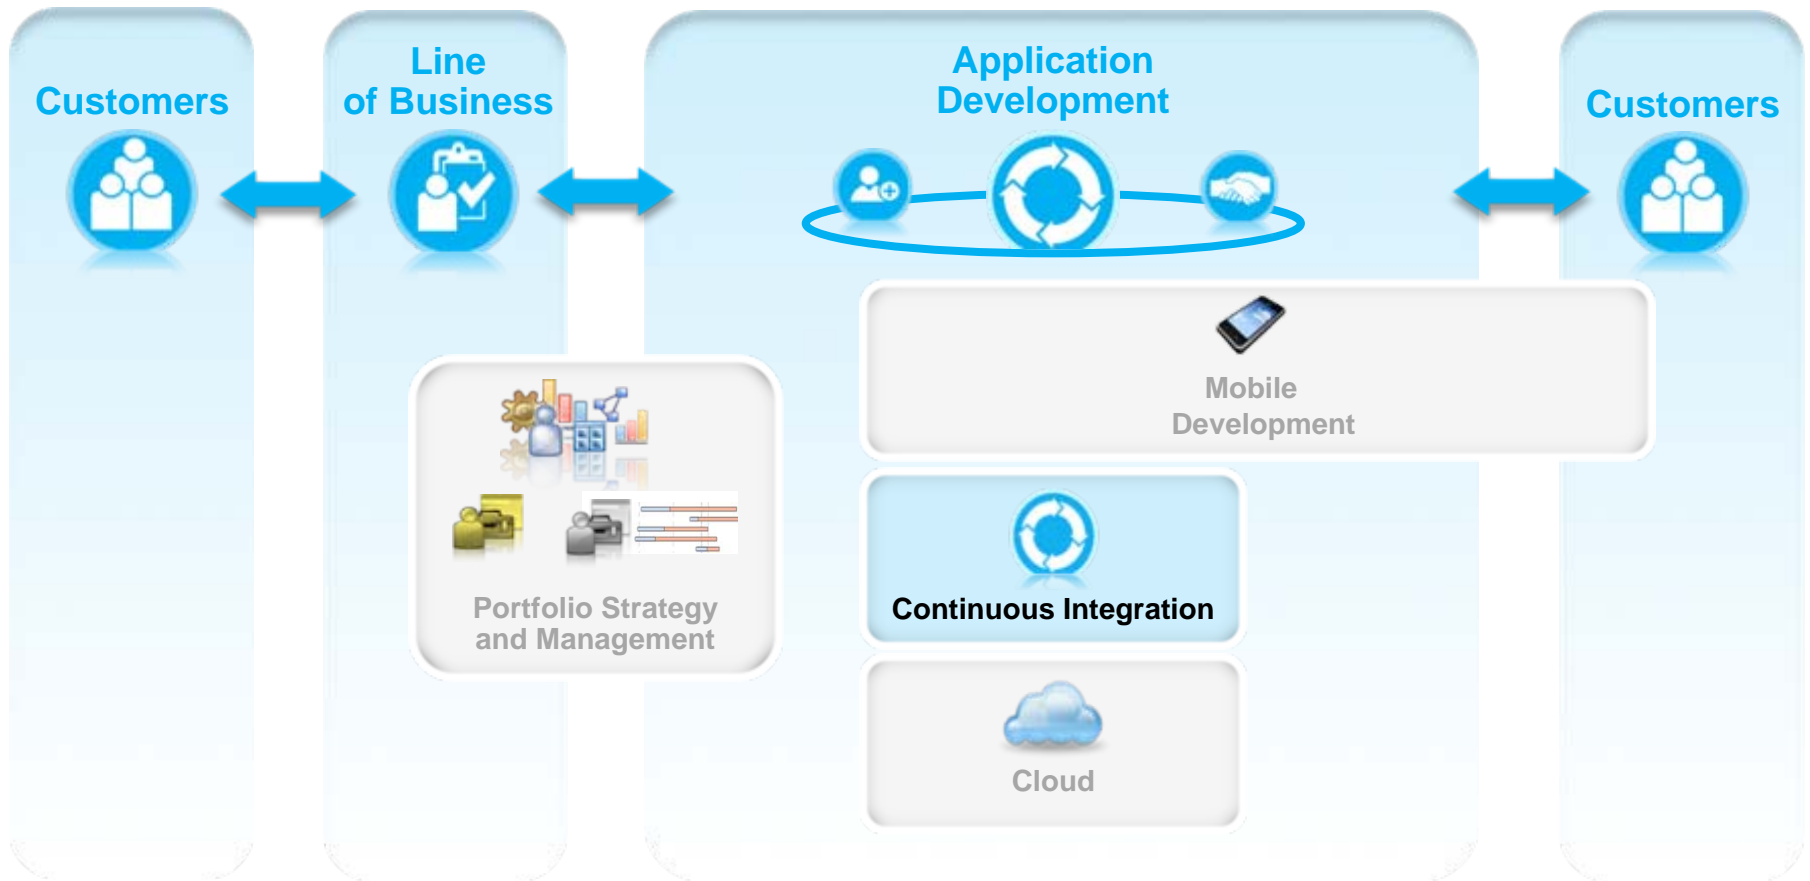 Customers
Line
of Business
Application
Development
Customers
Mobile
Development
Portfolio Strategy
and Management
Continuous Integration
Cloud